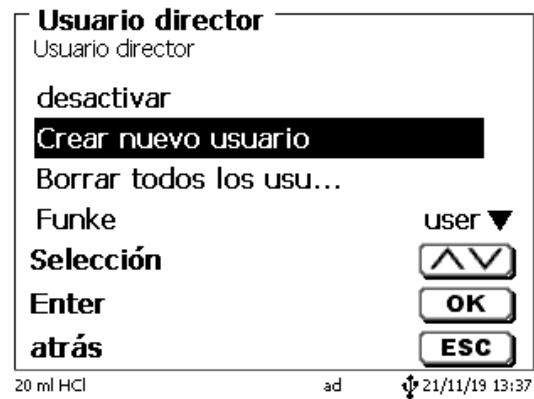 Usuario director
Usuario director
desactivar
Crear nuevo usuario
Borrar todos los usu...
Funke user ▼
Selección
Enter OK
atrás ESC
20 ml HCl ad 21/11/19 13:37